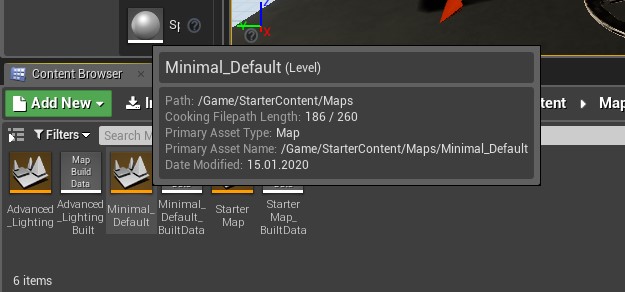 Sp
Minimal_Default (Level)
Content Browser
Path: /Game/StarterContent/Maps
Cooking Filepath Length: 186 / 260
Primary Asset Type: Map
Primary Asset Name: /Game/StarterContent/Maps/Minimal_Default
Date Modified: 15.01.2020
Add New
Im
tent
Map
Filters
Search M
Map
Build
Data
Advanced
_Lighting
Advanced
_Lighting
Built
Minimal_
Default
Minimal_
Default_
BuiltData
Starter
Map
Starter
Map_
BuiltData
6 items